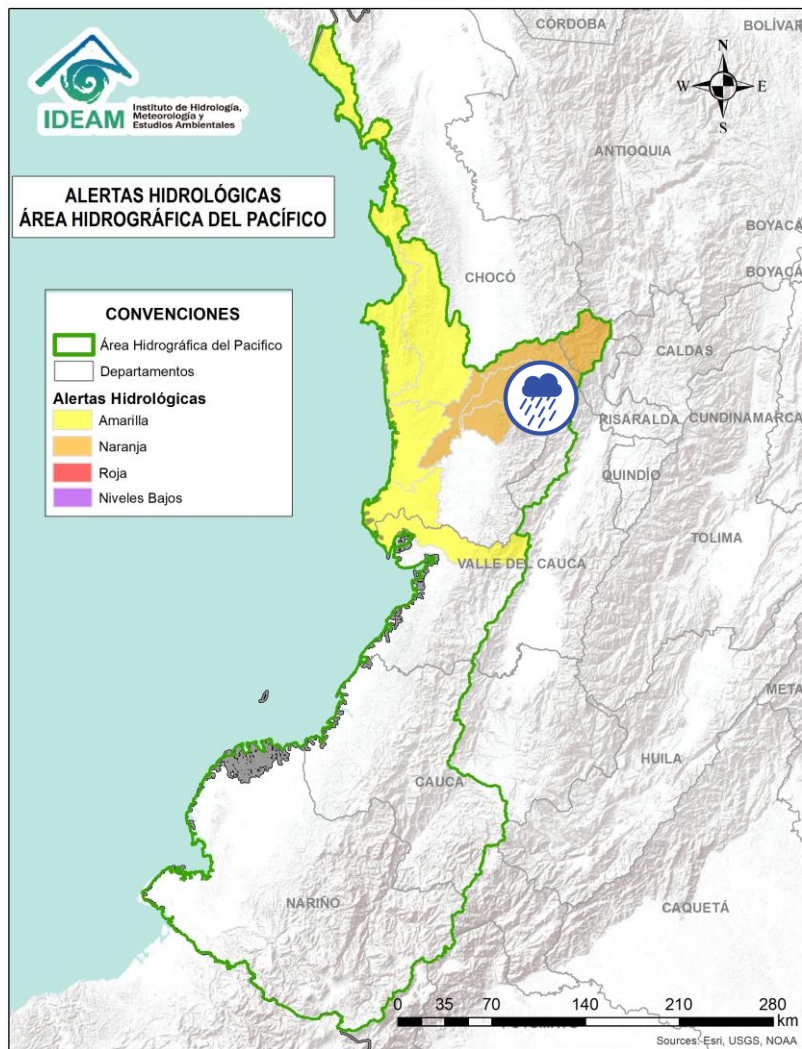 CÓRDOBA
BOLÍVAR
IDEAM
Instituto de Hidrología,
Meteorología y
Estudios Ambientales
N
W E
S
ANTIOQUIA
ALERTAS HIDROLÓGICAS
ÁREA HIDROGRÁFICA DEL PACÍFICO
BOYACÁ
BOYACÁ
CHOCÓ
CONVENCIONES
Área Hidrográfica del Pacifico
Departamentos
Alertas Hidrológicas
Amarilla
Naranja
Roja
Niveles Bajos
CALDAS
RISARALDA
CUNDINAMARCA
QUINDÍO
TOLIMA
VALLE DEL CAUCA
META
HUILA
CAUCA
NARIÑO
CAQUETÁ
0 35 70 140 210 280
km
Sources: Esri, USGS, NOAA